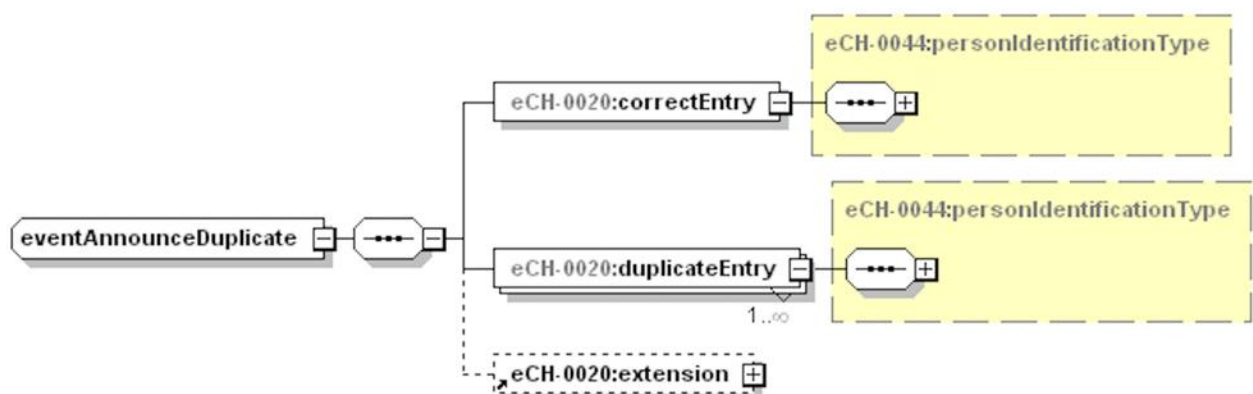 eCH-0044:personIdentificationType
eCH-0020:correctEntry
eCH-0044:personIdentificationType
eventAnnounceDuplicate
eCH-0020:duplicateEntry
1..∞
eCH-0020:extension